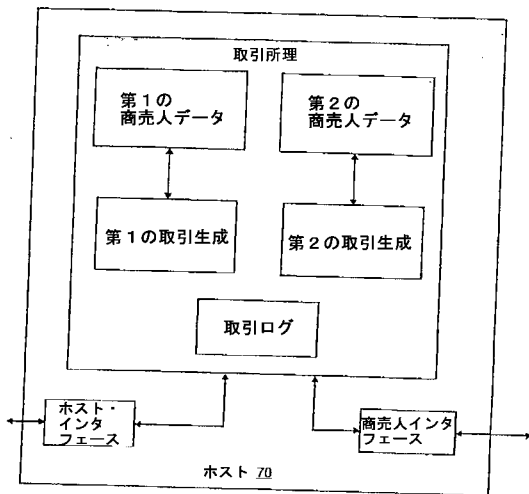 取引所理
第1の
商売人データ
第2の
商売人データ
第1の取引生成
第2の取引生成
取引ログ
ホスト・
インタ
フェース
商売人インタ
フェース
ホスト 70